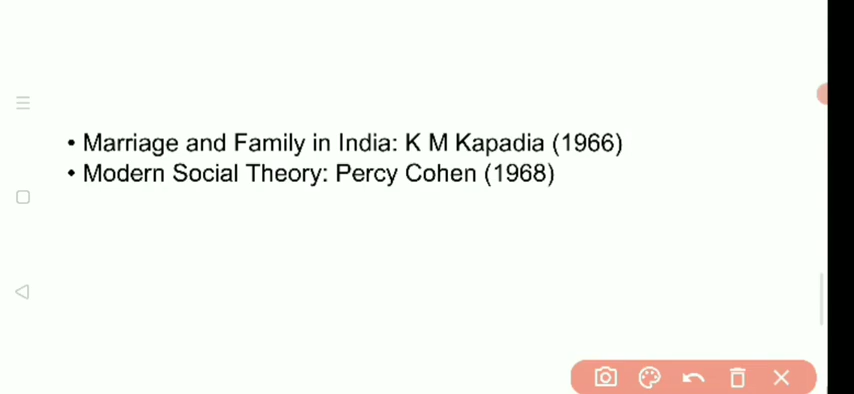 • Marriage and Family in India: K M Kapadia (1966)
• Modern Social Theory: Percy Cohen (1968)